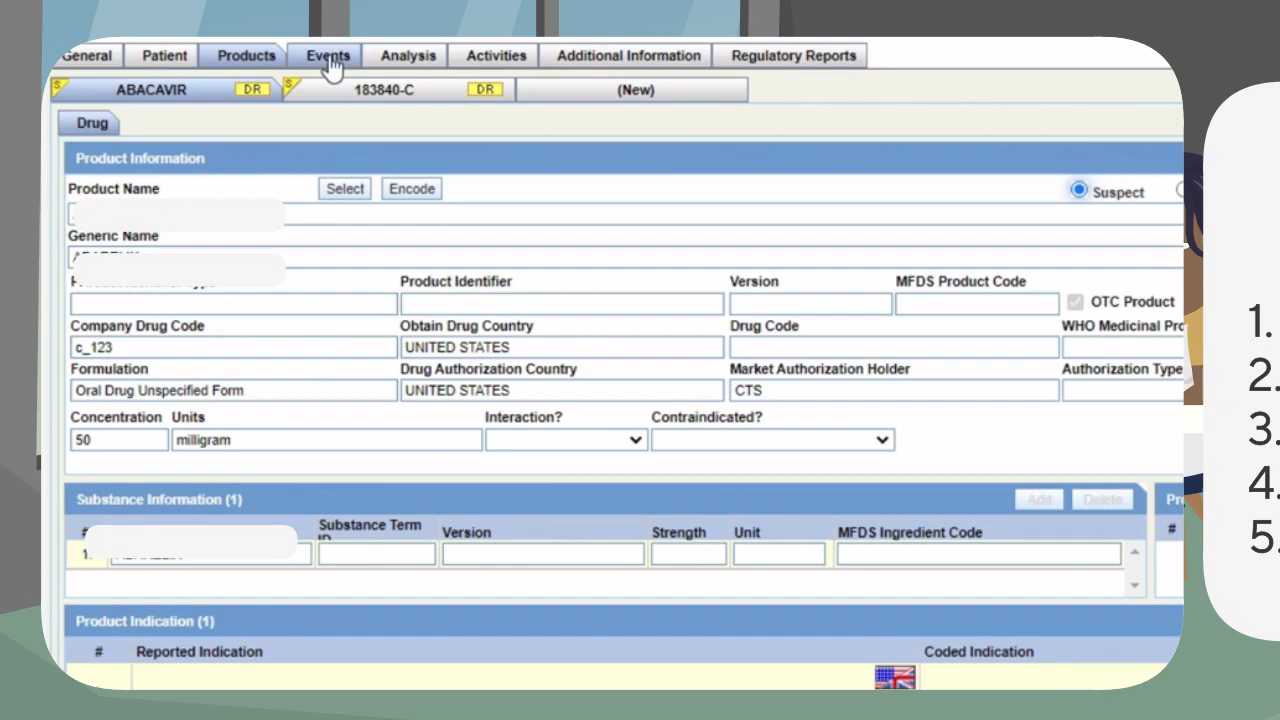 General Patient Products Events Analysis Activities Additional Information Regulatory Reports
S ABACAVIR DR S 183840-C DR (New)
Drug
Product Information
Product Name Select Encode Suspect
Generic Name
Product Identifier Version MFDS Product Code
OTC Product
Company Drug Code Obtain Drug Country Drug Code WHO Medicinal
c_123 UNITED STATES
Formulation Drug Authorization Country Market Authorization Holder Authorization Type
Oral Drug Unspecified Form UNITED STATES CTS
Concentration Units Interaction? Contraindicated?
50 milligram
Substance Information (1) Add Delete
# Substance Term ID Version Strength Unit MFDS Ingredient Code #
1.
Product Indication (1)
# Reported Indication Coded Indication
1.
2.
3.
4.
5.